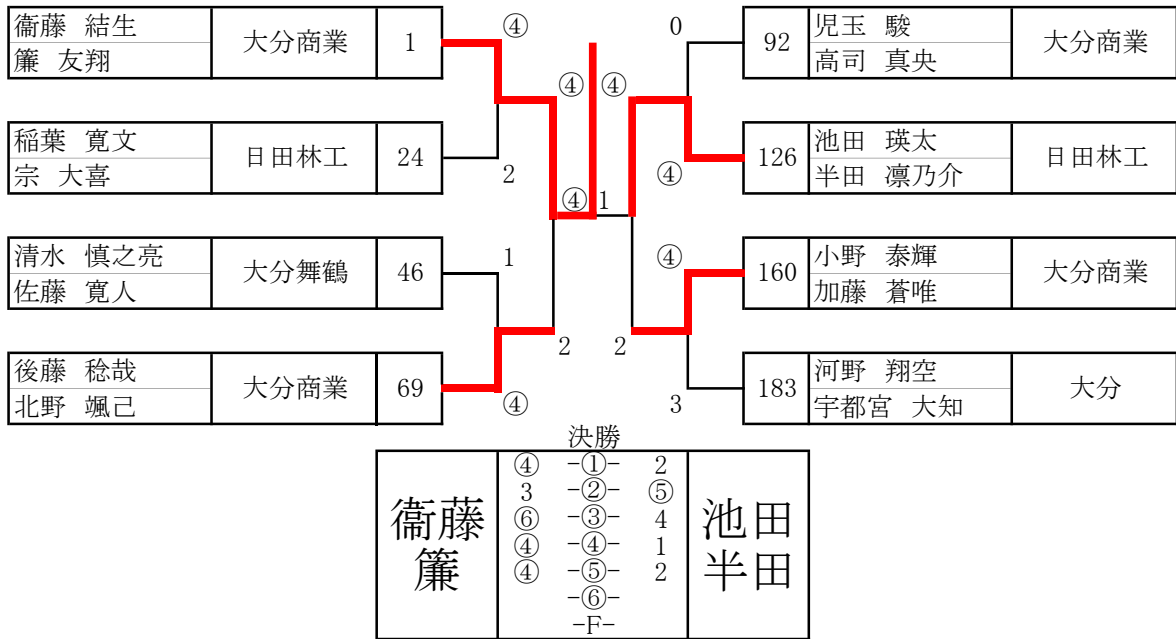 衞藤 結生
簾 友翔
大分商業
1
④
稲葉 寛文
宗 大喜
日田林工
24
2
清水 慎之亮
佐藤 寛人
大分舞鶴
46
1
後藤 稔哉
北野 颯己
大分商業
69
④
④
2
④
1
④
2
0
92
児玉 駿
高司 真央
大分商業
④
126
池田 瑛太
半田 凛乃介
日田林工
④
160
小野 泰輝
加藤 蒼唯
大分商業
3
183
河野 翔空
宇都宮 大知
大分
決勝
衞藤
簾
④ -①- 2
3 -②- ⑤
⑥ -③- 4
④ -④- 1
④ -⑤- 2
-⑥-
-F-
池田
半田